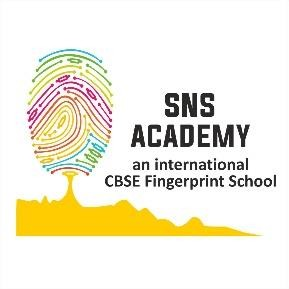 SNS
ACADEMY
an international
CBSE Fingerprint School